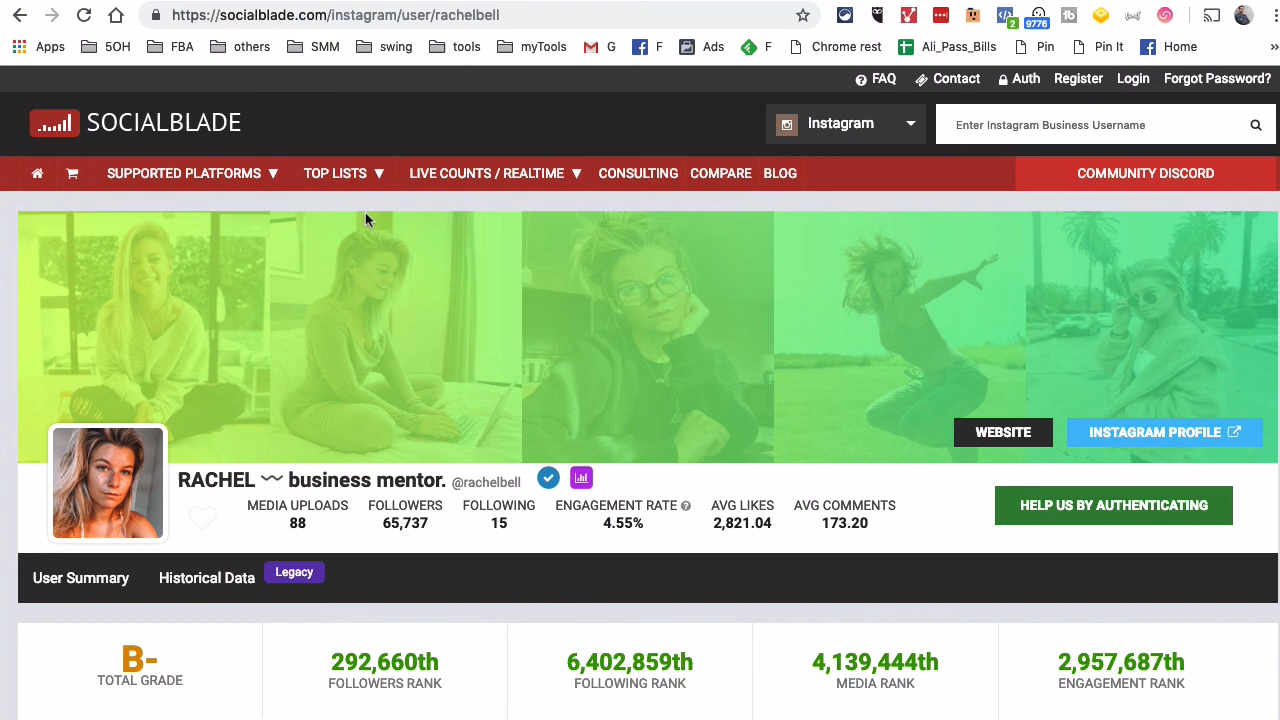 https://socialblade.com/instagram/user/rachelbell
2
9776
Apps 5OH FBA others SMM swing tools myTools G F Ads F Chrome rest Ali_Pass_Bills Pin Pin It Home »
FAQ Contact Auth Register Login Forgot Password?
SOCIALBLADE Instagram Enter Instagram Business Username
SUPPORTED PLATFORMS TOP LISTS LIVE COUNTS / REALTIME CONSULTING COMPARE BLOG COMMUNITY DISCORD
WEBSITE INSTAGRAM PROFILE
RACHEL 〰 business mentor. @rachelbell
MEDIA UPLOADS FOLLOWERS FOLLOWING ENGAGEMENT RATE AVG LIKES AVG COMMENTS
88 65,737 15 4.55% 2,821.04 173.20
HELP US BY AUTHENTICATING
User Summary Historical Data Legacy
B- 292,660th 6,402,859th 4,139,444th 2,957,687th
TOTAL GRADE FOLLOWERS RANK FOLLOWING RANK MEDIA RANK ENGAGEMENT RANK